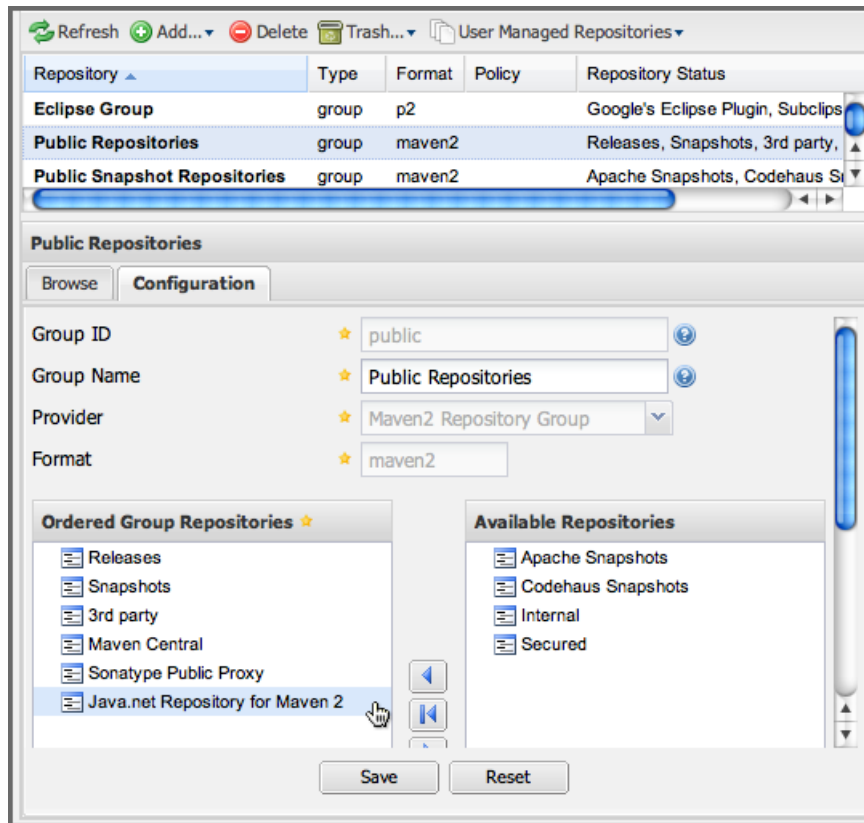 Refresh Add... Delete Trash... User Managed Repositories
Repository Type Format Policy Repository Status
Eclipse Group group p2 Google's Eclipse Plugin, Subclips
Public Repositories group maven2 Releases, Snapshots, 3rd party,
Public Snapshot Repositories group maven2 Apache Snapshots, Codehaus
Public Repositories
Browse Configuration
Group ID public
Group Name Public Repositories
Provider Maven2 Repository Group
Format maven2
Ordered Group Repositories
Releases
Snapshots
3rd party
Maven Central
Sonatype Public Proxy
Java.net Repository for Maven 2
Available Repositories
Apache Snapshots
Codehaus Snapshots
Internal
Secured
Save Reset